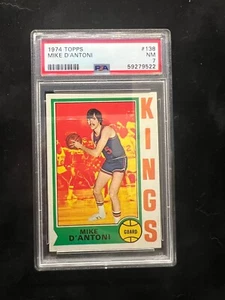 1974 TOPPS #138
MIKE D'ANTONI NM
7
PSA 59279522
KINGS
MIKE
D'ANTONI
GUARD